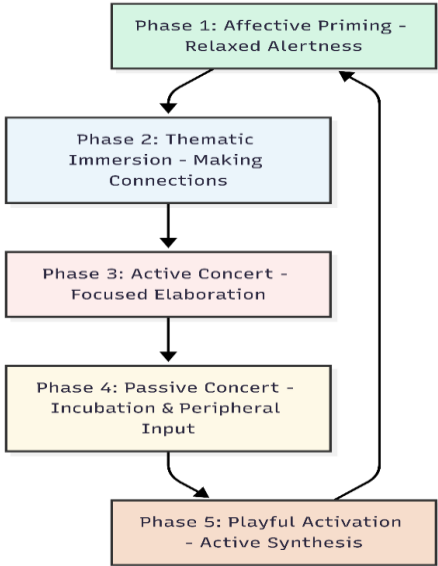 Phase 1: Affective Priming -
Relaxed Alertness
Phase 2: Thematic
Immersion - Making
Connections
Phase 3: Active Concert -
Focused Elaboration
Phase 4: Passive Concert -
Incubation & Peripheral
Input
Phase 5: Playful Activation
- Active Synthesis